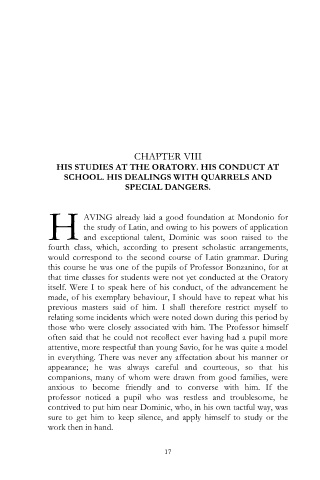 CHAPTER VIII
HIS STUDIES AT THE ORATORY. HIS CONDUCT AT
SCHOOL. HIS DEALINGS WITH QUARRELS AND
SPECIAL DANGERS.
HAVING already laid a good foundation at Mondonio for
the study of Latin, and owing to his powers of application
and exceptional talent, Dominic was soon raised to the
fourth class, which, according to present scholastic arrangements,
would correspond to the second course of Latin grammar. During
this course he was one of the pupils of Professor Bonzanino, for at
that time classes for students were not yet conducted at the Oratory
itself. Were I to speak here of his conduct, of the advancement he
made, of his exemplary behaviour, I should have to repeat what his
previous masters said of him. I shall therefore restrict myself to
relating some incidents which were noted down during this period by
those who were closely associated with him. The Professor himself
often said that he could not recollect ever having had a pupil more
attentive, more respectful than young Savio, for he was quite a model
in everything. There was never any affectation about his manner or
appearance; he was always careful and courteous, so that his
companions, many of whom were drawn from good families, were
anxious to become friendly and to converse with him. If the
professor noticed a pupil who was restless and troublesome, he
contrived to put him near Dominic, who, in his own tactful way, was
sure to get him to keep silence, and apply himself to study or the
work then in hand.
17